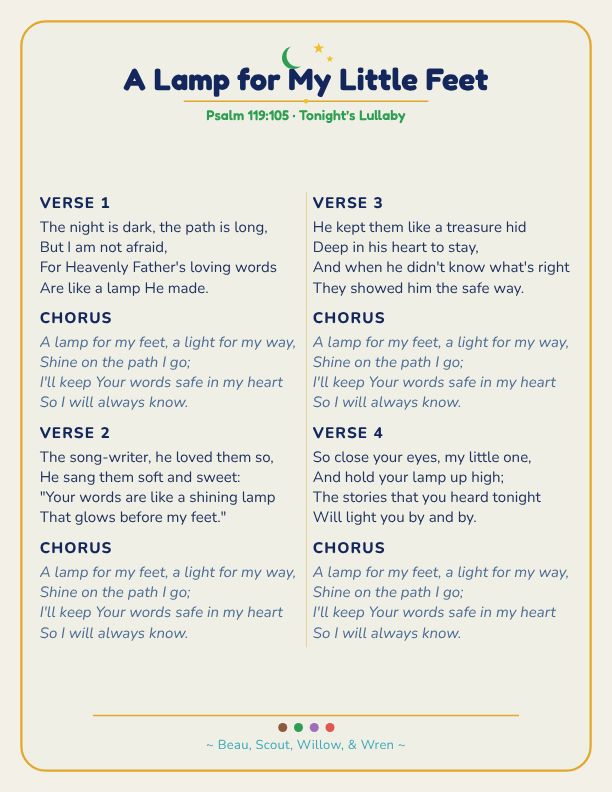 A Lamp for My Little Feet
Psalm 119:105 · Tonight's Lullaby
VERSE 1
The night is dark, the path is long,
But I am not afraid,
For Heavenly Father's loving words
Are like a lamp He made.
CHORUS
A lamp for my feet, a light for my way,
Shine on the path I go;
I'll keep Your words safe in my heart
So I will always know.
VERSE 2
The song-writer, he loved them so,
He sang them soft and sweet:
"Your words are like a shining lamp
That glows before my feet."
CHORUS
A lamp for my feet, a light for my way,
Shine on the path I go;
I'll keep Your words safe in my heart
So I will always know.
VERSE 3
He kept them like a treasure hid
Deep in his heart to stay,
And when he didn't know what's right
They showed him the safe way.
CHORUS
A lamp for my feet, a light for my way,
Shine on the path I go;
I'll keep Your words safe in my heart
So I will always know.
VERSE 4
So close your eyes, my little one,
And hold your lamp up high;
The stories that you heard tonight
Will light you by and by.
CHORUS
A lamp for my feet, a light for my way,
Shine on the path I go;
I'll keep Your words safe in my heart
So I will always know.
~ Beau, Scout, Willow, & Wren ~